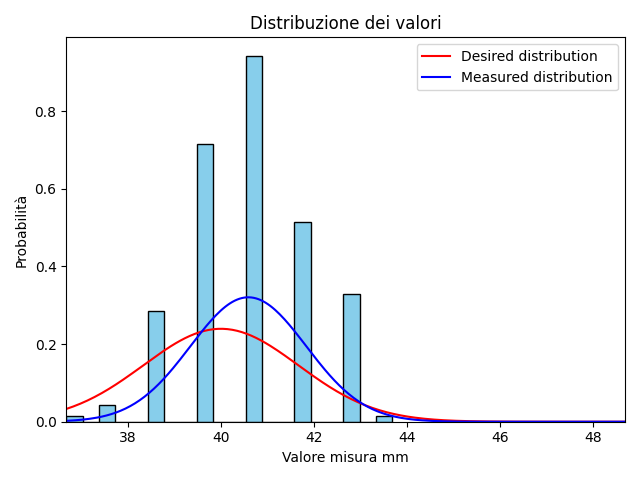 Distribuzione dei valori
Desired distribution
Measured distribution
Probabilità
0.8
0.6
0.4
0.2
0.0
38 40 42 44 46 48
Valore misura mm